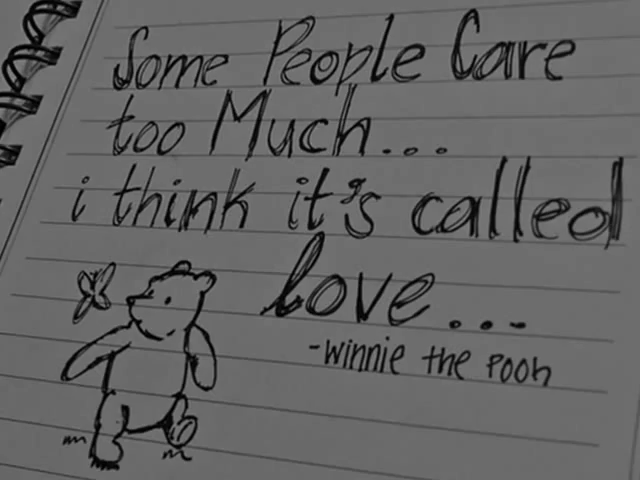 Some People Care
too Much...
i think it's called
love...
-winnie the Pooh